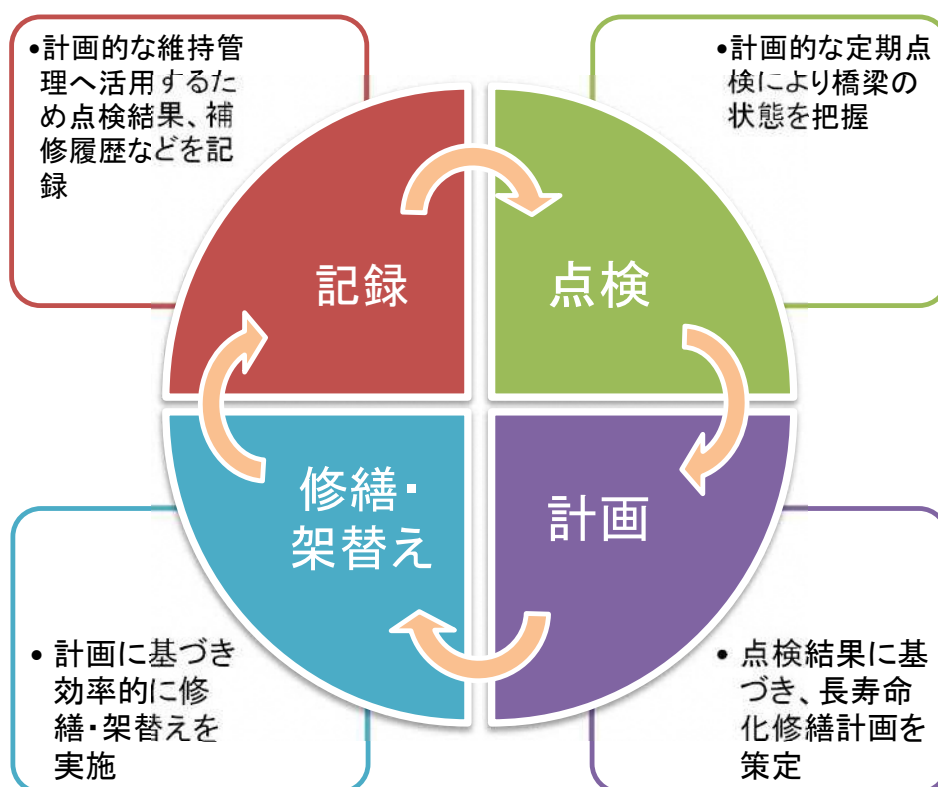 •計画的な維持管
理へ活用するた
め点検結果、補
修履歴などを記
録
•計画的な定期点
検により橋梁の
状態を把握
記録
点検
修繕・
架替え
計画
• 計画に基づき
効率的に修
繕・架替えを
実施
• 点検結果に基
づき、長寿命
化修繕計画を
策定